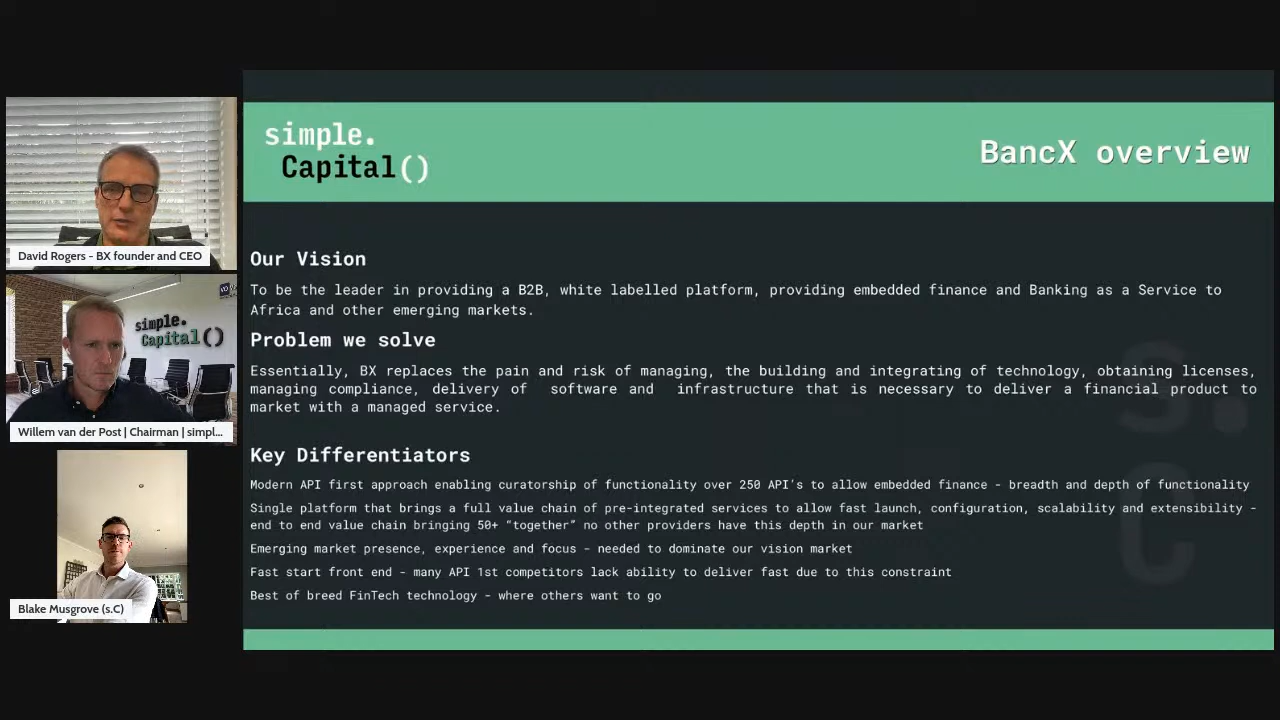 simple.
Capital()
BancX overview
David Rogers - BX founder and CEO
simple.
Capital()
Willem van der Post | Chairman | simpl...
Blake Musgrove (s.C)
Our Vision
To be the leader in providing a B2B, white labelled platform, providing embedded finance and Banking as a Service to
Africa and other emerging markets.
Problem we solve
Essentially, BX replaces the pain and risk of managing, the building and integrating of technology, obtaining licenses,
managing compliance, delivery of software and infrastructure that is necessary to deliver a financial product to
market with a managed service.
Key Differentiators
Modern API first approach enabling curatorship of functionality over 250 API's to allow embedded finance - breadth and depth of functionality
Single platform that brings a full value chain of pre-integrated services to allow fast launch, configuration, scalability and extensibility -
end to end value chain bringing 50+ “together” no other providers have this depth in our market
Emerging market presence, experience and focus - needed to dominate our vision market
Fast start front end - many API 1st competitors lack ability to deliver fast due to this constraint
Best of breed FinTech technology - where others want to go
s.
C